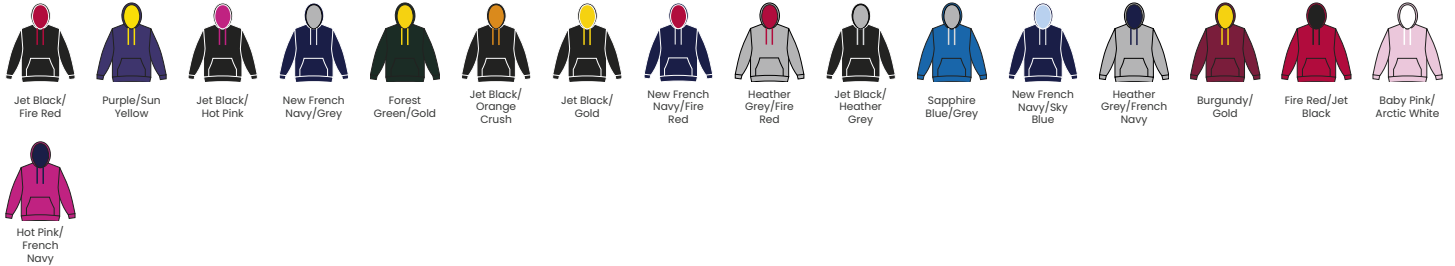 Jet Black/
Fire Red
Purple/Sun
Yellow
Jet Black/
Hot Pink
New French
Navy/Grey
Forest
Green/Gold
Jet Black/
Orange
Crush
Jet Black/
Gold
New French
Navy/Fire
Red
Heather
Grey/Fire
Red
Jet Black/
Heather
Grey
Sapphire
Blue/Grey
New French
Navy/Sky
Blue
Heather
Grey/French
Navy
Burgundy/
Gold
Fire Red/Jet
Black
Baby Pink/
Arctic White
Hot Pink/
French
Navy